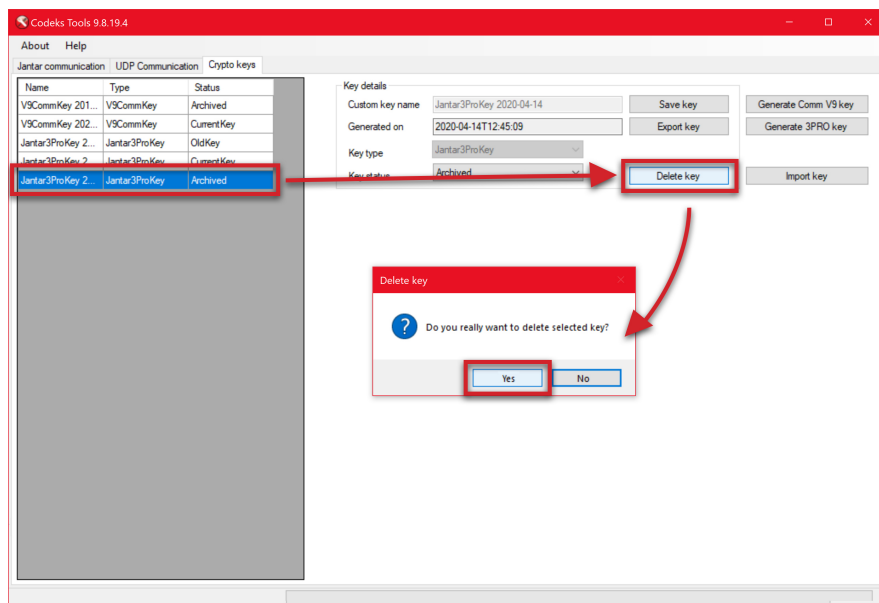 Codeks Tools 9.8.19.4
About Help
Jantar communication UDP Communication Crypto keys
Name Type Status
V9CommKey 201... V9CommKey Archived
V9CommKey 202... V9CommKey CurrentKey
Jantar3ProKey 2... Jantar3ProKey OldKey
Jantar3ProKey 2... Jantar3ProKey CurrentKey
Jantar3ProKey 2... Jantar3ProKey Archived
Key details
Custom key name Jantar3ProKey 2020-04-14 Save key Generate Comm V9 key
Generated on 2020-04-14T12:45:09 Export key Generate 3PRO key
Key type Jantar3ProKey
Key status Archived Delete key Import key
Delete key
Do you really want to delete selected key?
Yes No